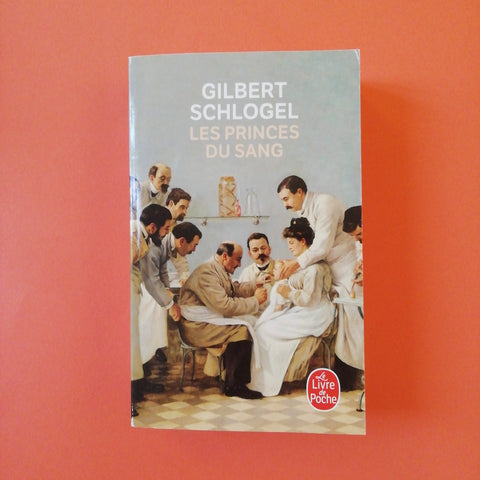 GILBERT
SCHLOGEL
LES PRINCES
DU SANG
Le
Livre
de
Poche